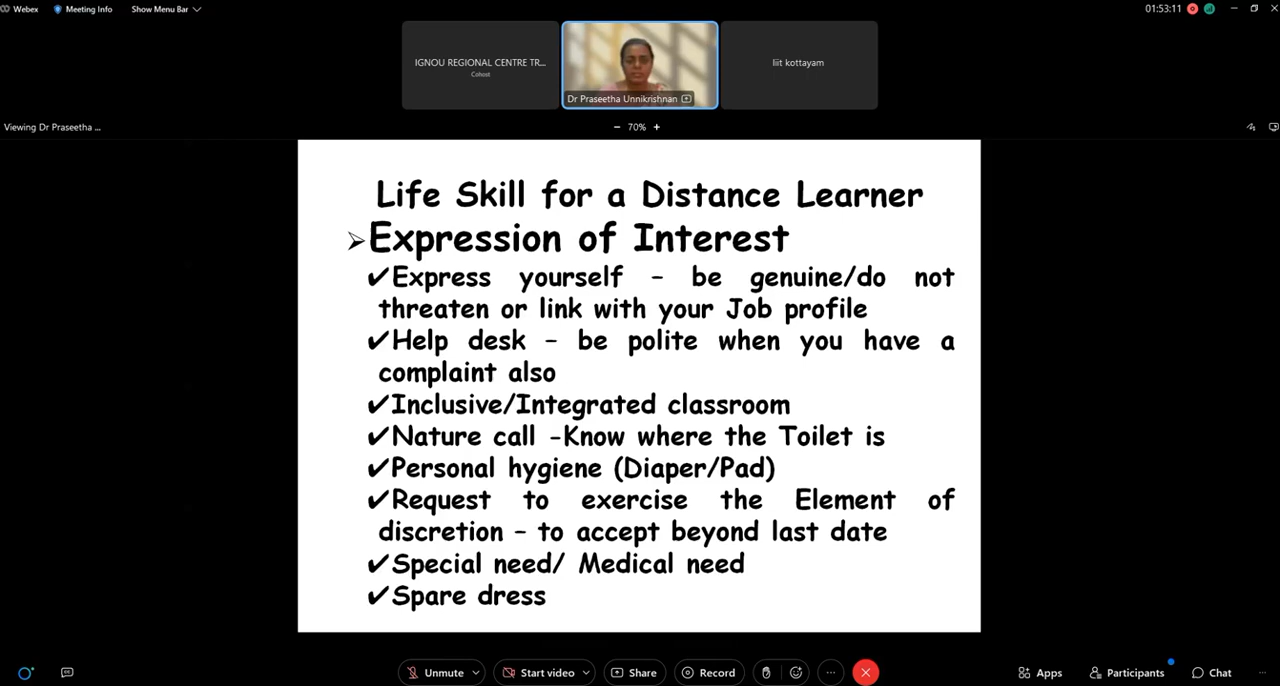 Webex
Meeting Info
Show Menu Bar
01:53:11
IGNOU REGIONAL CENTRE TR...
Cohost
Dr Praseetha Unnikrishnan
liit kottayam
Viewing Dr Praseetha ...
− 70% +
Life Skill for a Distance Learner
➢Expression of Interest
✔Express yourself – be genuine/do not
threaten or link with your Job profile
✔Help desk – be polite when you have a
complaint also
✔Inclusive/Integrated classroom
✔Nature call –Know where the Toilet is
✔Personal hygiene (Diaper/Pad)
✔Request to exercise the Element of
discretion – to accept beyond last date
✔Special need/ Medical need
✔Spare dress
Unmute
Start video
Share
Record
Apps
Participants
Chat